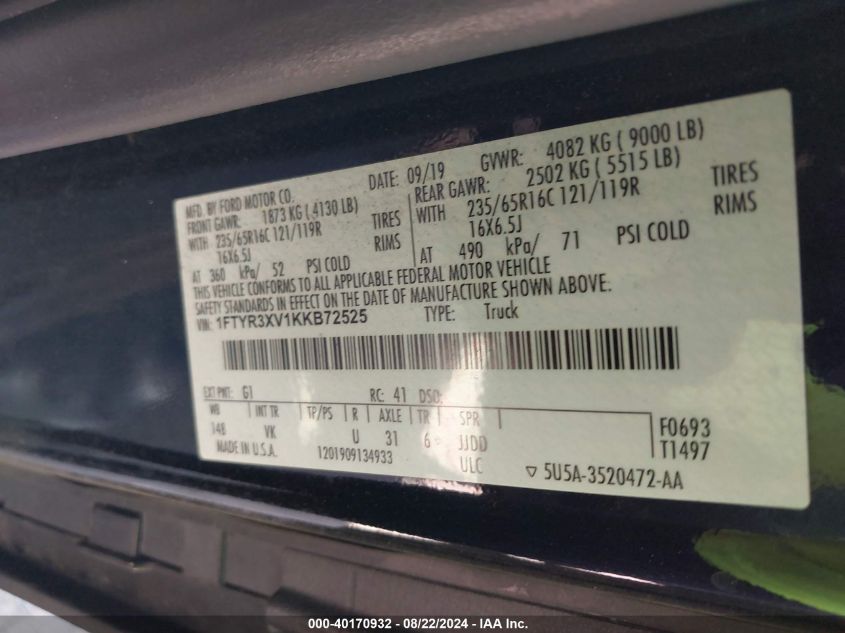 MFD. BY FORD MOTOR CO.
DATE: 09/19 GVWR: 4082 KG ( 9000 LB)
FRONT GAWR: 1873 KG ( 4130 LB) REAR GAWR: 2502 KG ( 5515 LB)
WITH 235/65R16C 121/119R TIRES WITH 235/65R16C 121/119R TIRES
16X6.5J RIMS 16X6.5J RIMS
AT 360 kPa/ 52 PSI COLD AT 490 kPa/ 71 PSI COLD
THIS VEHICLE CONFORMS TO ALL APPLICABLE FEDERAL MOTOR VEHICLE
SAFETY STANDARDS IN EFFECT ON THE DATE OF MANUFACTURE SHOWN ABOVE.
VIN: 1FTYR3XV1KKB72525 TYPE: Truck
EXT PNT: G1 RC: 41 DSO:
WB INT TR TP/PS R AXLE TR SPR
148 VK U 31 6 JJDD
F0693
MADE IN U.S.A. 1201909134933 ULC T1497
5U5A-3520472-AA
000-40170932 - 08/22/2024 - IAAI Inc.